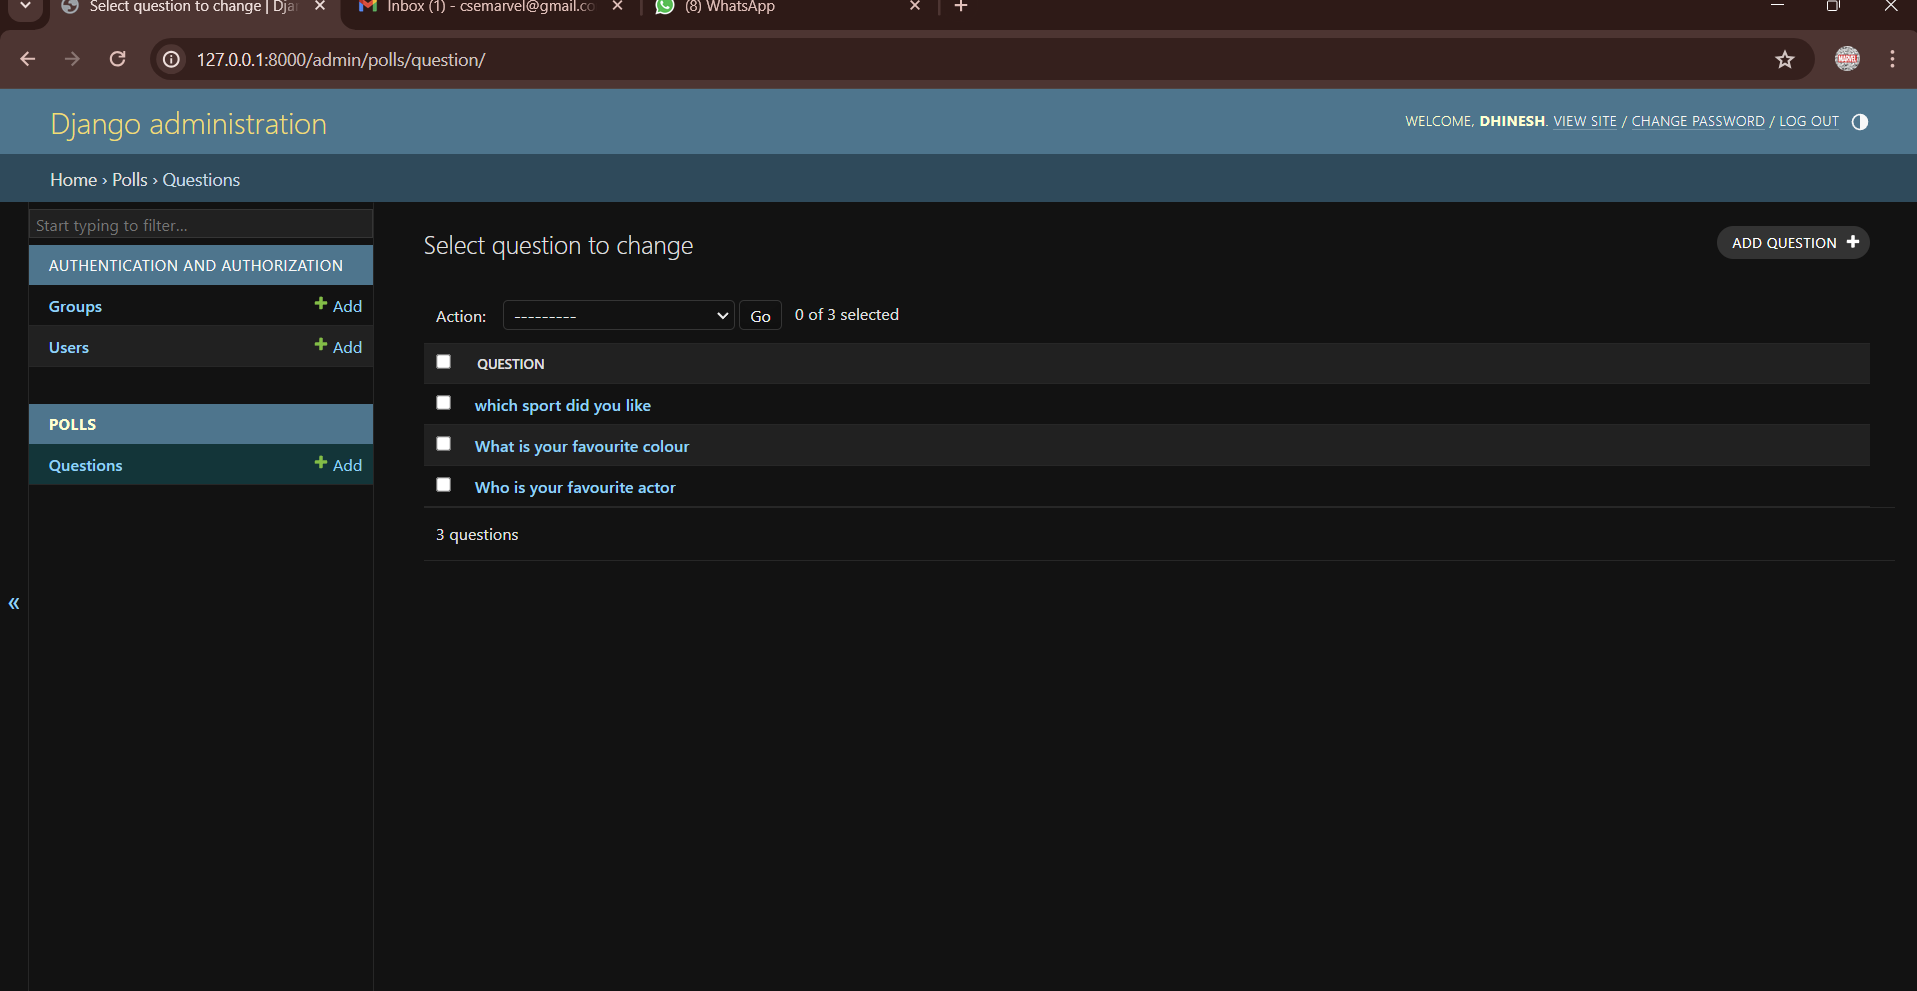 Select question to change | Dja
Inbox (1) - csemarvel@gmail.co
(8) WhatsApp
127.0.0.1:8000/admin/polls/question/
Django administration
WELCOME, DHINESH. VIEW SITE / CHANGE PASSWORD / LOG OUT
Home › Polls › Questions
Start typing to filter...
AUTHENTICATION AND AUTHORIZATION
Groups + Add
Users + Add
POLLS
Questions + Add
«
Select question to change
ADD QUESTION +
Action: --------- Go 0 of 3 selected
QUESTION
which sport did you like
What is your favourite colour
Who is your favourite actor
3 questions